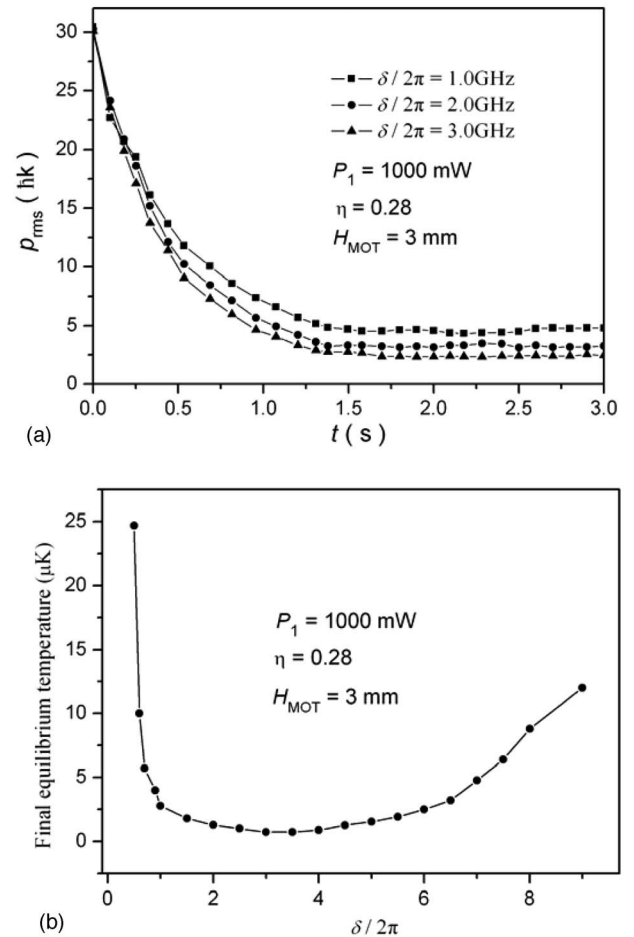 30
25
20
15
10
5
0
p_rms ( ħk )
δ / 2π = 1.0GHz
δ / 2π = 2.0GHz
δ / 2π = 3.0GHz
P₁ = 1000 mW
η = 0.28
H_MOT = 3 mm
0.0 0.5 1.0 1.5 2.0 2.5 3.0
(a)
t ( s )
25
20
15
10
5
0
Final equilibrium temperature (μK)
P₁ = 1000 mW
η = 0.28
H_MOT = 3 mm
0 2 4 6 8
(b)
δ / 2π